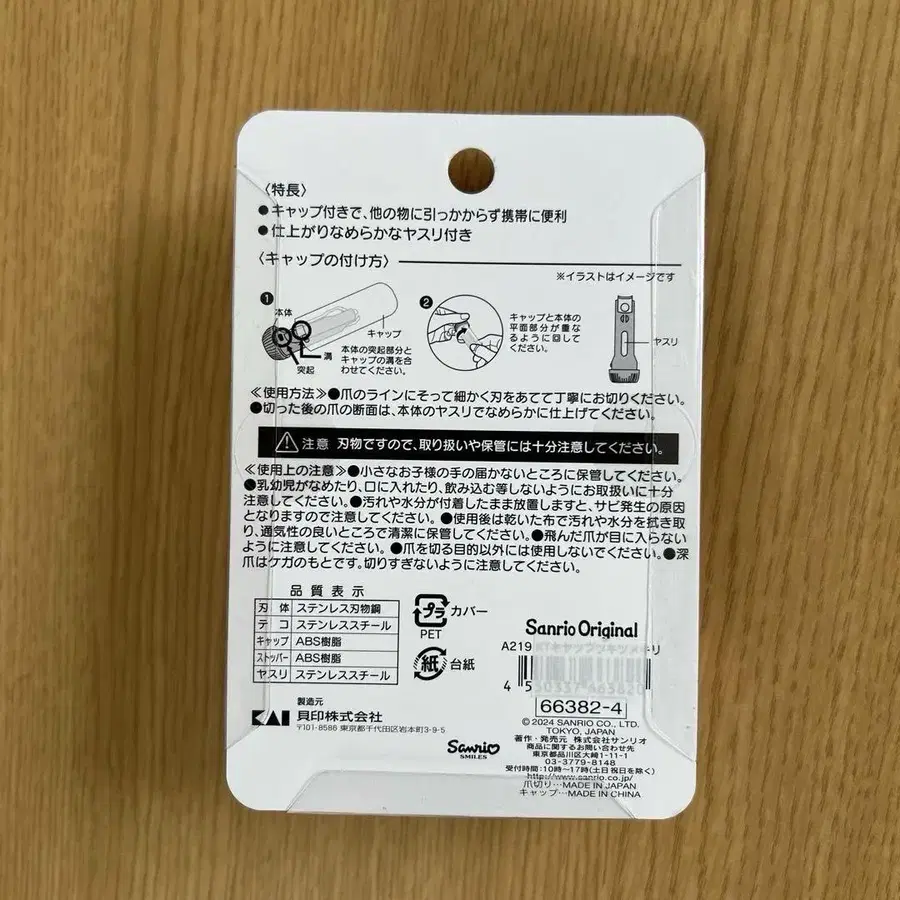 〈特長〉
●キャップ付きで、他の物に引っかからず携帯に便利
●仕上がりなめらかなヤスリ付き
〈キャップの付け方〉
※イラストはイメージです
❶
本体
キャップ
溝
突起
本体の突起部分と
キャップの溝を合
わせてください。
❷
キャップと本体の
平面部分が重な
るように回して
ください。
ヤスリ
≪使用方法≫●爪のラインにそって細かく刃をあてて丁寧にお切りください。
●切った後の爪の断面は、本体のヤスリでなめらかに仕上げてください。
⚠注意 刃物ですので、取り扱いや保管には十分注意してください。
≪使用上の注意≫●小さなお子様の手の届かないところに保管してください。
●乳幼児がなめたり、口に入れたり、飲み込む等しないようにお取扱いに十分
注意してください。●汚れや水分が付着したまま放置しますと、サビ発生の原因
となりますので注意してください。●使用後は乾いた布で汚れや水分を拭き取
り、通気性の良いところで清潔に保管してください。●飛んだ爪が目に入らない
ように注意してください。●爪を切る目的以外には使用しないでください。●深
爪はケガのもとです。切りすぎないように注意してください。
品質表示
刃体 ステンレス刃物鋼
テコ ステンレススチール
キャップ ABS樹脂
ストッパー ABS樹脂
ヤスリ ステンレススチール
プラ カバー
PET
紙 台紙
製造元
KAI 貝印株式会社
〒101-8586 東京都千代田区岩本町3-9-5
Sanrio
SMILES
Sanrio Original
A219 KTキャップツキツメキリ
66382-4
© 2024 SANRIO CO., LTD.
TOKYO, JAPAN
著作・発売元 株式会社サンリオ
商品に関するお問い合わせ先
東京都品川区大崎1-11-1
03-3779-8148
受付時間:10時〜17時(土日祝日を除く)
http://www.sanrio.co.jp/
爪切り…MADE IN JAPAN
キャップ…MADE IN CHINA